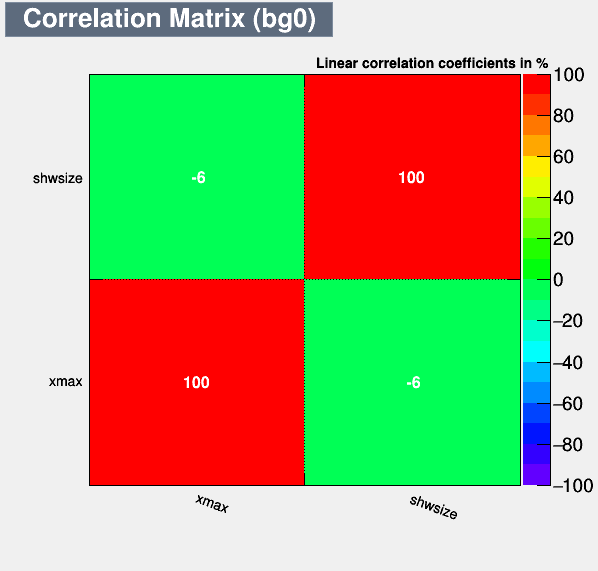 Correlation Matrix (bg0)
Linear correlation coefficients in %
100
80
60
40
20
0
−20
−40
−60
−80
−100
shwsize
-6
100
xmax
100
-6
xmax
shwsize